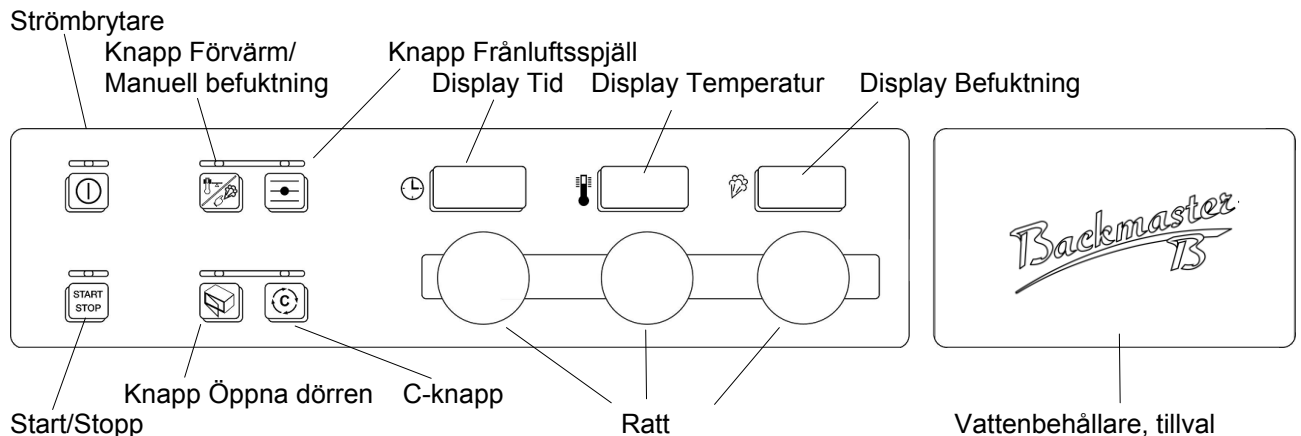 Strömbrytare
Knapp Förvärm/
Manuell befuktning
Knapp Frånluftsspjäll
Display Tid
Display Temperatur
Display Befuktning
START
STOP
C
Backmaster
B
Knapp Öppna dörren
C-knapp
Start/Stopp
Ratt
Vattenbehållare, tillval